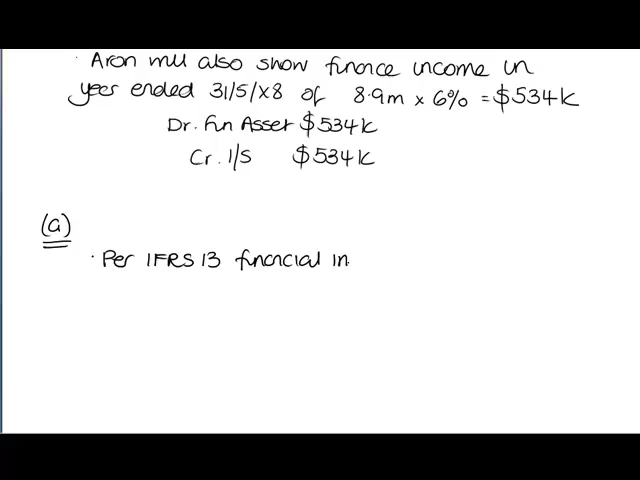 · Aron will also show finance income in
year ended 31/5/X8 of 8.9m x 6% = $534k
Dr. Fin Asset $534k
Cr. I/S $534k
(a)
· Per IFRS 13 financial in